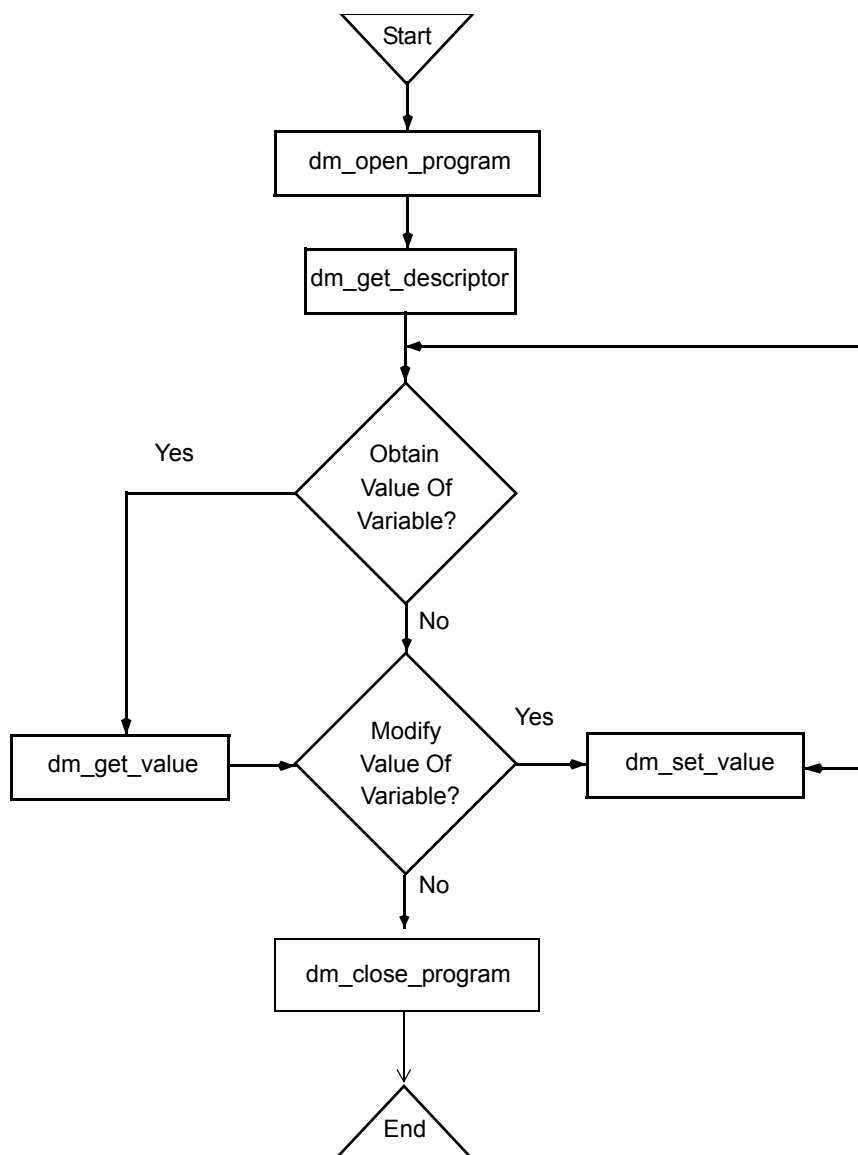 Start
dm_open_program
dm_get_descriptor
Yes
Obtain
Value Of
Variable?
No
Modify
Value Of
Variable?
Yes
dm_get_value
dm_set_value
No
dm_close_program
End